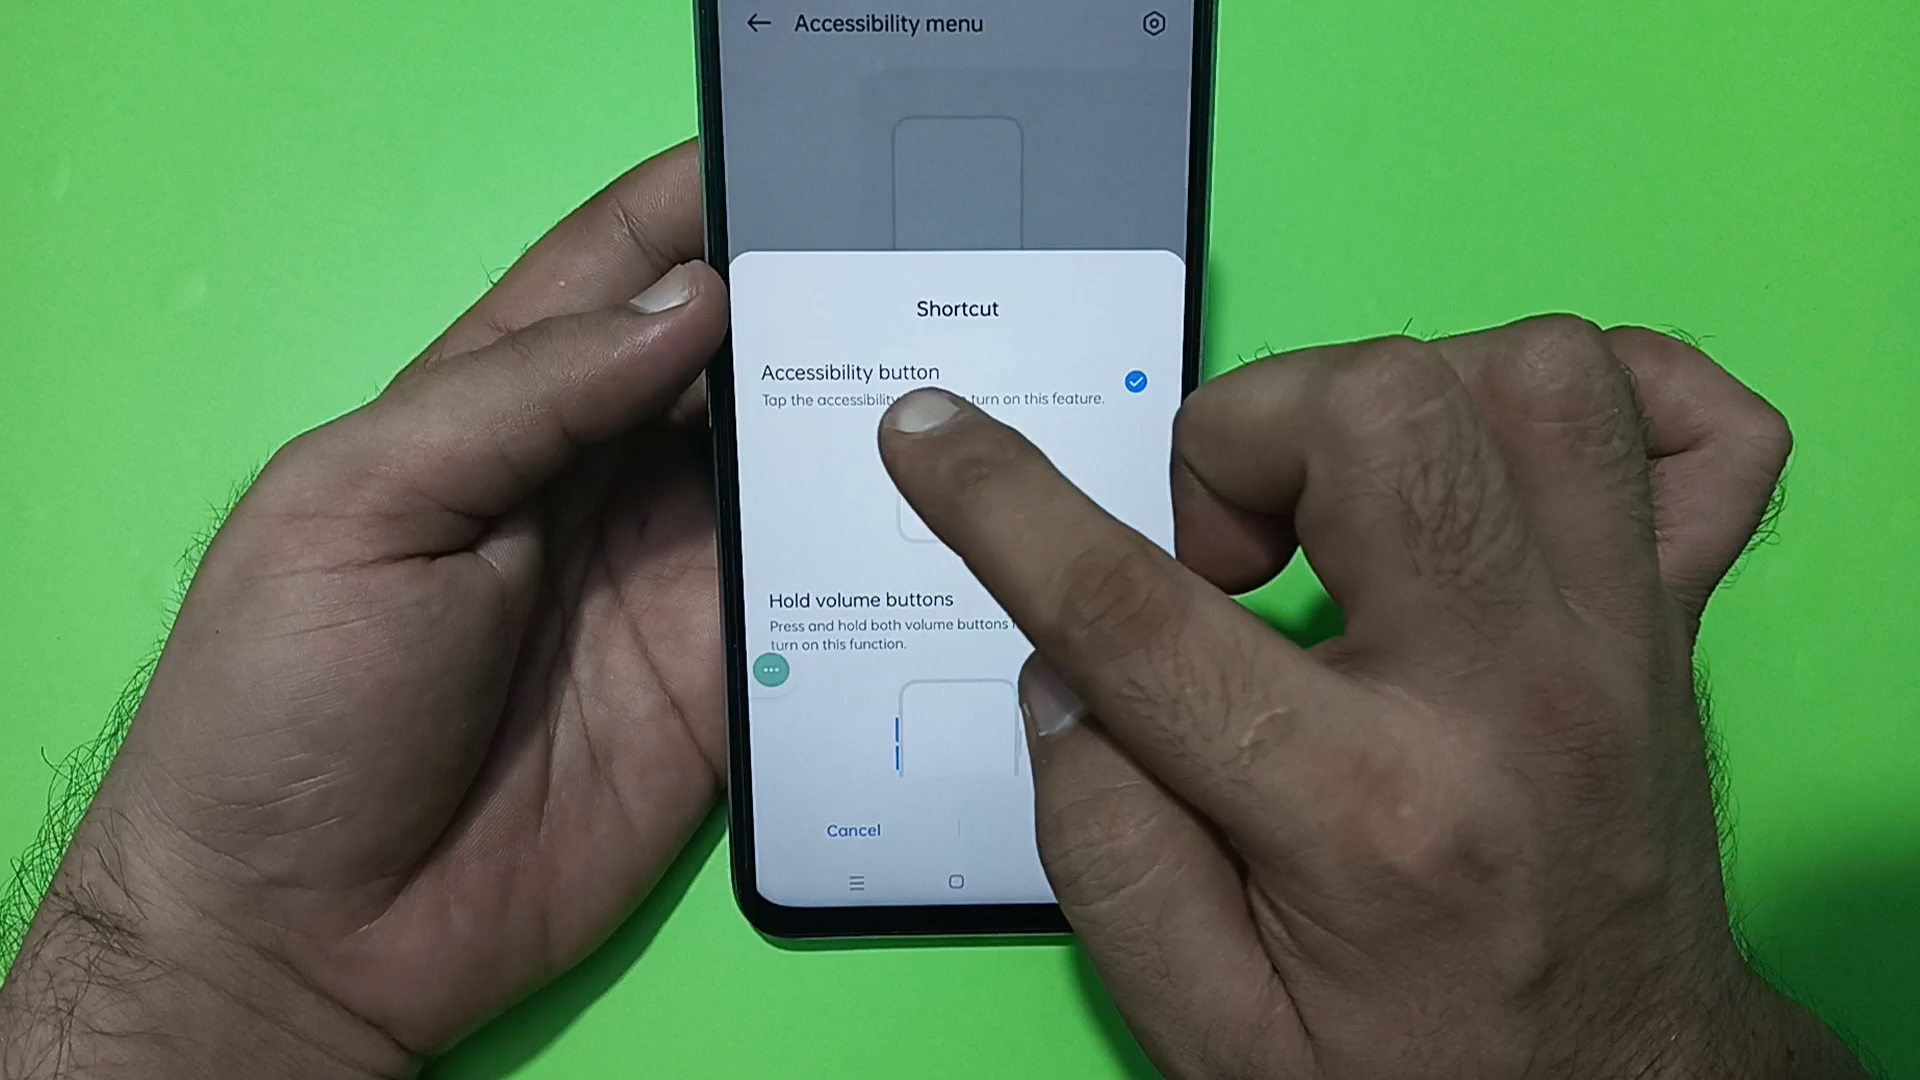 Accessibility menu
Shortcut
Accessibility button
Tap the accessibility turn on this feature.
Hold volume buttons
Press and hold both volume buttons
turn on this function.
Cancel